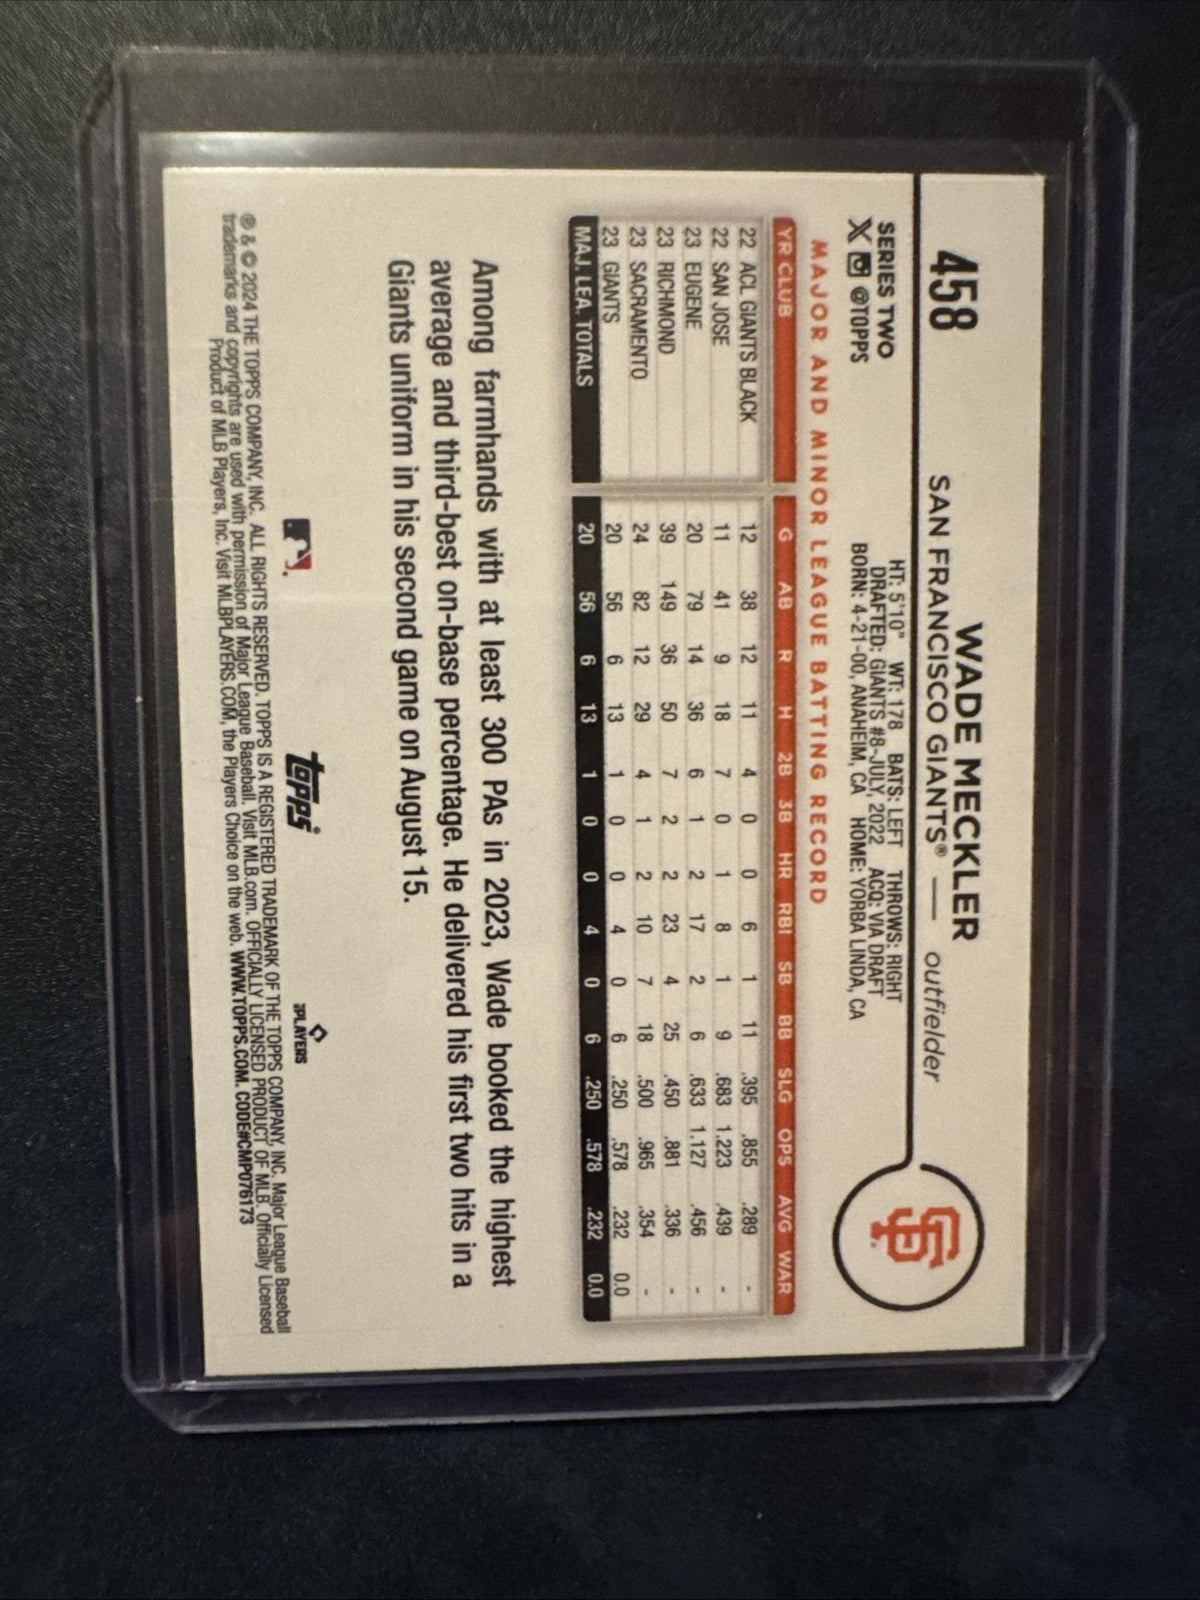 458
WADE MECKLER
SAN FRANCISCO GIANTS® — outfielder
SERIES TWO
@TOPPS
HT: 5'10" WT: 178 BATS: LEFT THROWS: RIGHT
DRAFTED: GIANTS #8-JULY, 2022 ACQ: VIA DRAFT
BORN: 4-21-00, ANAHEIM, CA HOME: YORBA LINDA, CA
SF
MAJOR AND MINOR LEAGUE BATTING RECORD
YR CLUB G AB R H 2B 3B HR RBI SB BB SLG OPS AVG WAR
22 ACL GIANTS BLACK 12 38 12 11 4 0 0 6 1 11 .395 .855 .289 -
22 SAN JOSE 11 41 9 18 7 0 1 8 1 9 .683 1.223 .439 -
23 EUGENE 20 79 14 36 6 1 2 17 2 6 .633 1.127 .456 -
23 RICHMOND 39 149 36 50 7 2 2 23 4 25 .450 .881 .336 -
23 SACRAMENTO 24 82 12 29 4 1 2 10 7 18 .500 .965 .354 -
23 GIANTS 20 56 6 13 1 0 0 4 0 6 .250 .578 .232 0.0
MAJ. LEA. TOTALS 20 56 6 13 1 0 0 4 0 6 .250 .578 .232 0.0
Among farmhands with at least 300 PAs in 2023, Wade booked the highest
average and third-best on-base percentage. He delivered his first two hits in a
Giants uniform in his second game on August 15.
topps®
PLAYERS
® & © 2024 THE TOPPS COMPANY, INC. ALL RIGHTS RESERVED. TOPPS IS A REGISTERED TRADEMARK OF THE TOPPS COMPANY, INC. Major League Baseball
trademarks and copyrights are used with permission of Major League Baseball. Visit MLB.com. OFFICIALLY LICENSED PRODUCT OF MLB. Officially Licensed
Product of MLB Players, Inc. Visit MLBPLAYERS.COM, the Players Choice on the web. WWW.TOPPS.COM. CODE#CMP076173